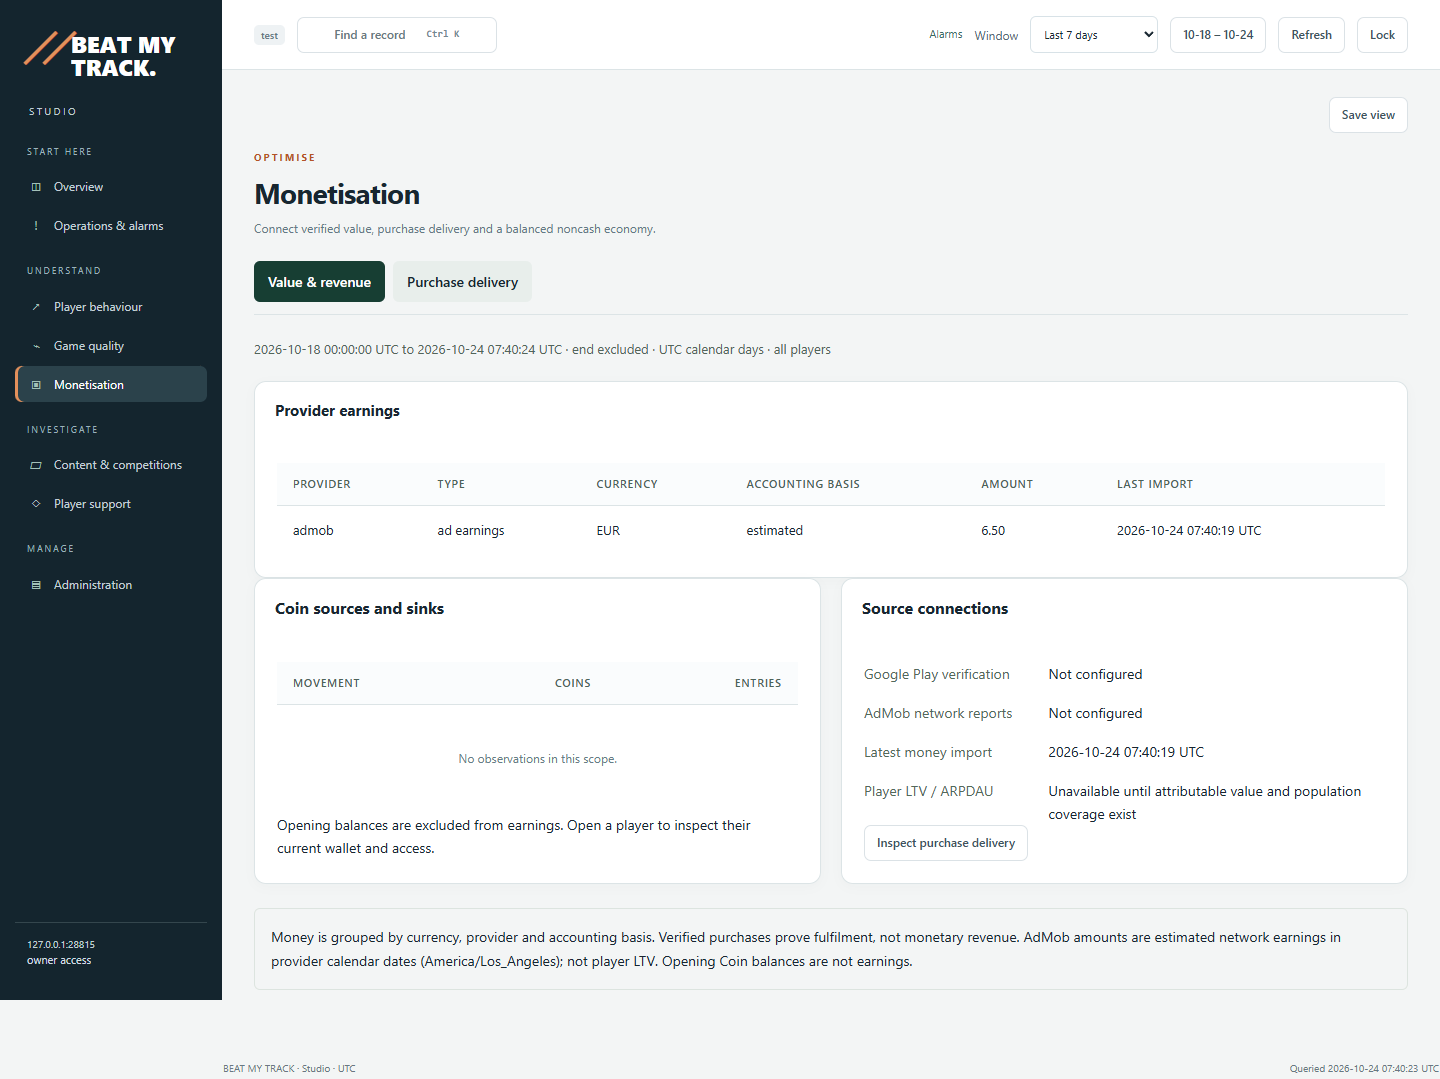 BEAT MY
TRACK.
STUDIO
START HERE
Overview
! Operations & alarms
UNDERSTAND
Player behaviour
Game quality
Monetisation
INVESTIGATE
Content & competitions
Player support
MANAGE
Administration
127.0.0.1:28815
owner access
test
Find a record Ctrl K
Alarms Window Last 7 days 10-18 – 10-24 Refresh Lock
Save view
OPTIMISE
Monetisation
Connect verified value, purchase delivery and a balanced noncash economy.
Value & revenue Purchase delivery
2026-10-18 00:00:00 UTC to 2026-10-24 07:40:24 UTC · end excluded · UTC calendar days · all players
Provider earnings
PROVIDER TYPE CURRENCY ACCOUNTING BASIS AMOUNT LAST IMPORT
admob ad earnings EUR estimated 6.50 2026-10-24 07:40:19 UTC
Coin sources and sinks
MOVEMENT COINS ENTRIES
No observations in this scope.
Opening balances are excluded from earnings. Open a player to inspect their
current wallet and access.
Source connections
Google Play verification Not configured
AdMob network reports Not configured
Latest money import 2026-10-24 07:40:19 UTC
Player LTV / ARPDAU Unavailable until attributable value and population
coverage exist
Inspect purchase delivery
Money is grouped by currency, provider and accounting basis. Verified purchases prove fulfilment, not monetary revenue. AdMob amounts are estimated network earnings in
provider calendar dates (America/Los_Angeles); not player LTV. Opening Coin balances are not earnings.
BEAT MY TRACK · Studio · UTC
Queried 2026-10-24 07:40:23 UTC